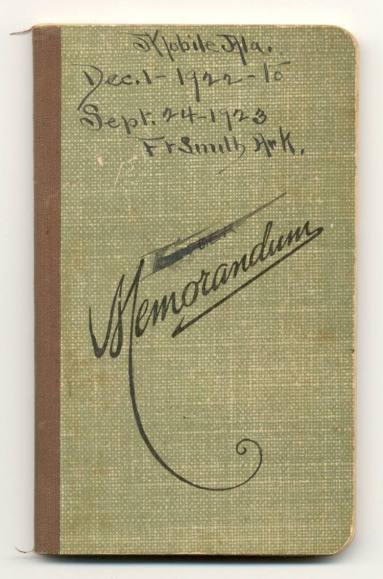 Mobile Ala.
Dec. 1 - 1922 - to
Sept. 24 - 1923
Ft Smith Ark.
Memorandum